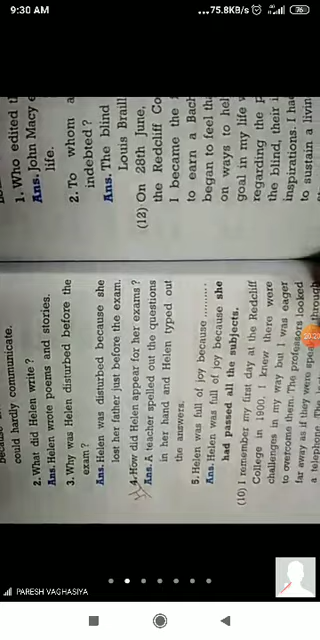 9:30 AM
...75.8KB/s
76
could hardly communicate.
2. What did Helen write ?
Ans. Helen wrote poems and stories.
3. Why was Helen disturbed before the
exam ?
Ans. Helen was disturbed because she
lost her father just before the exam.
4. How did Helen appear for her exams ?
Ans. A teacher spelled out the questions
in her hand and Helen typed out
the answers.
5. Helen was full of joy because ..........
Ans. Helen was full of joy because she
had passed all the subjects.
(10) I remember my first day at the Redcliff
College in 1900. I knew there were
challenges in my way but I was eager
to overcome them. The professors looked
far away as if they were speaking through
a telephone. The
1. Who edited
Ans. John Macy
life.
2. To whom a
indebted ?
Ans. The blind
Louis Braill
(12) On 28th June,
the Redcliff Co
I became the
to earn a Bac
began to feel tha
on ways to hel
goal in my life w
regarding the p
the blind, their i
inspirations. I ha
to sustain a livin
PARESH VAGHASIYA